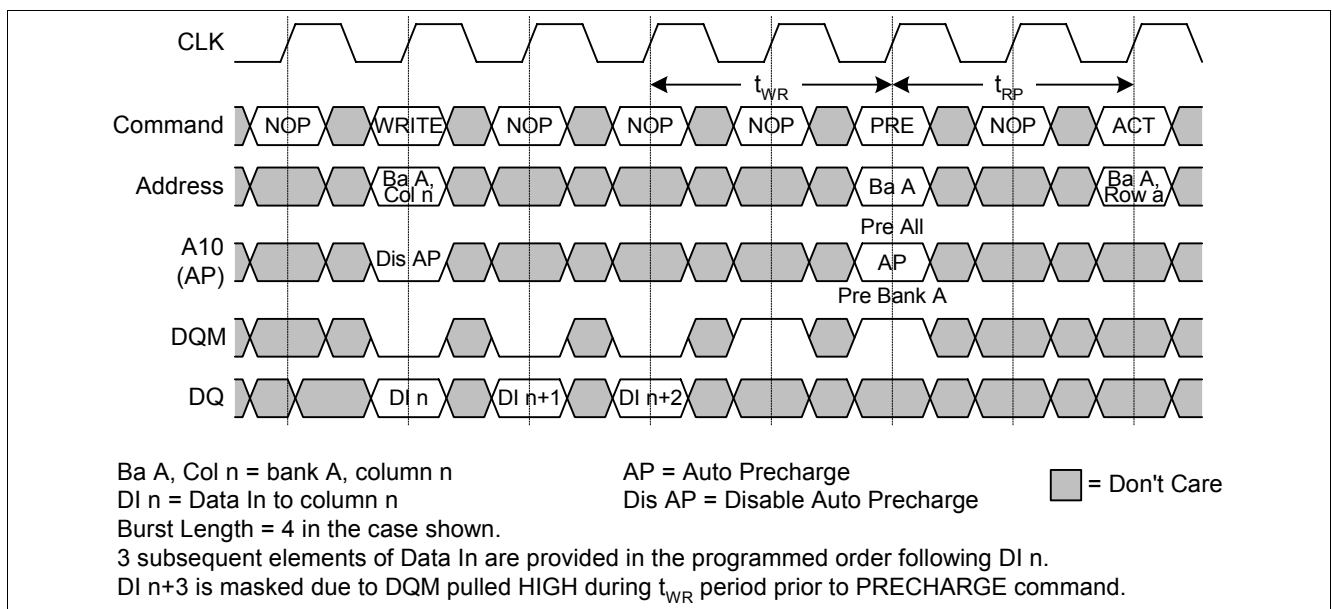 CLK
tWR tRP
Command NOP WRITE NOP NOP NOP PRE NOP ACT
Address Ba A, Col n Ba A Ba A, Row a
Pre All
A10 (AP) Dis AP AP
Pre Bank A
DQM
DQ DI n DI n+1 DI n+2
Ba A, Col n = bank A, column n AP = Auto Precharge = Don't Care
DI n = Data In to column n Dis AP = Disable Auto Precharge
Burst Length = 4 in the case shown.
3 subsequent elements of Data In are provided in the programmed order following DI n.
DI n+3 is masked due to DQM pulled HIGH during tWR period prior to PRECHARGE command.